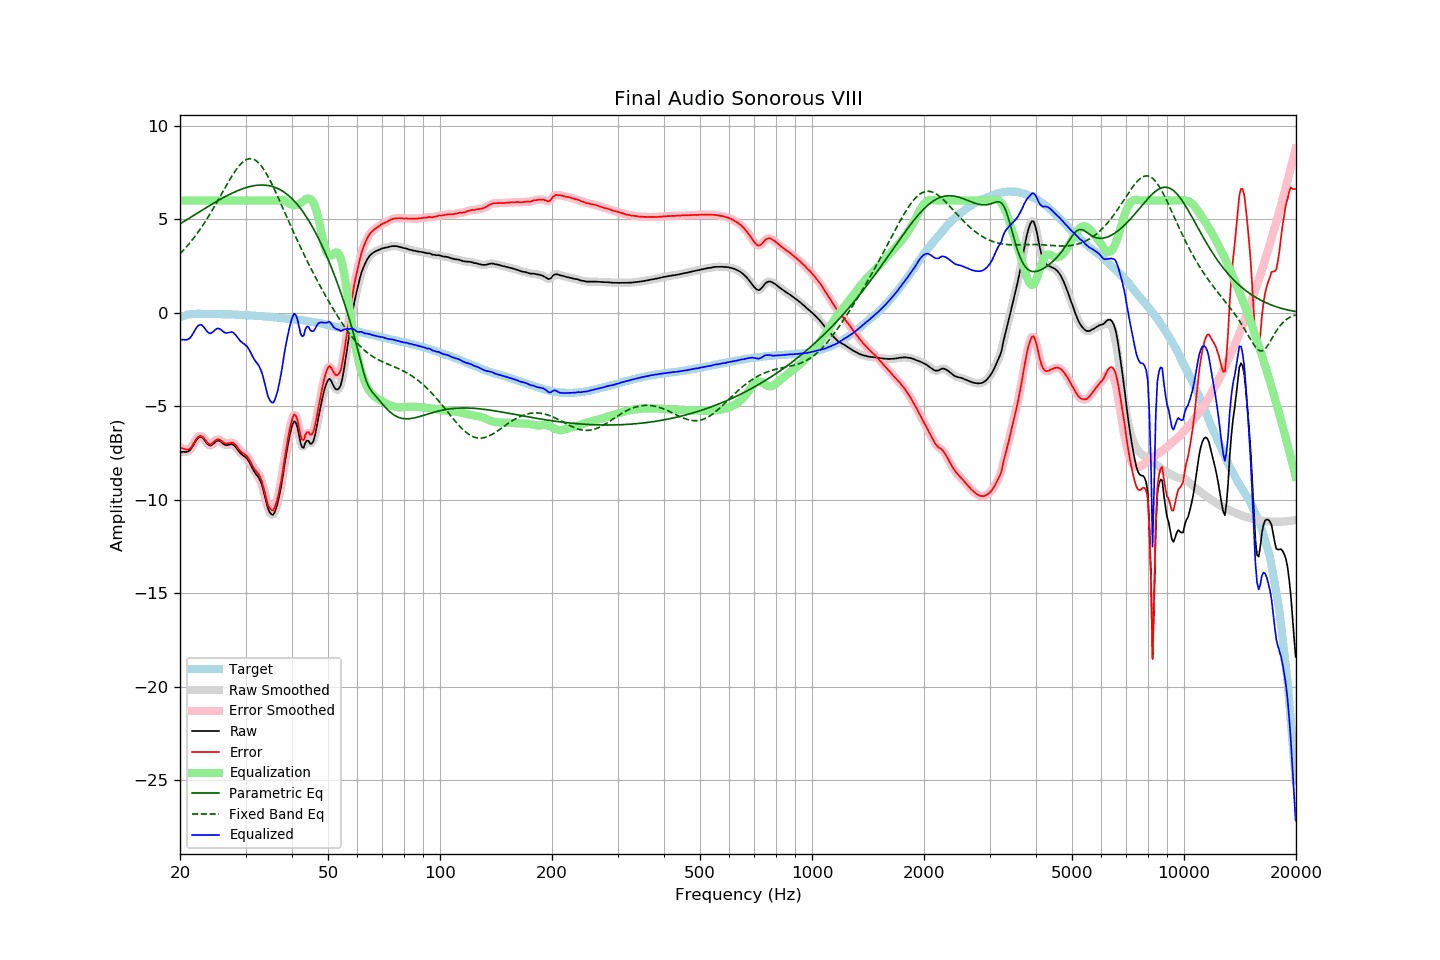 Final Audio Sonorous VIII
10
5
0
−5
−10
−15
−20
−25
Amplitude (dBr)
Target
Raw Smoothed
Error Smoothed
Raw
Error
Equalization
Parametric Eq
Fixed Band Eq
Equalized
20 50 100 200 500 1000 2000 5000 10000 20000
Frequency (Hz)